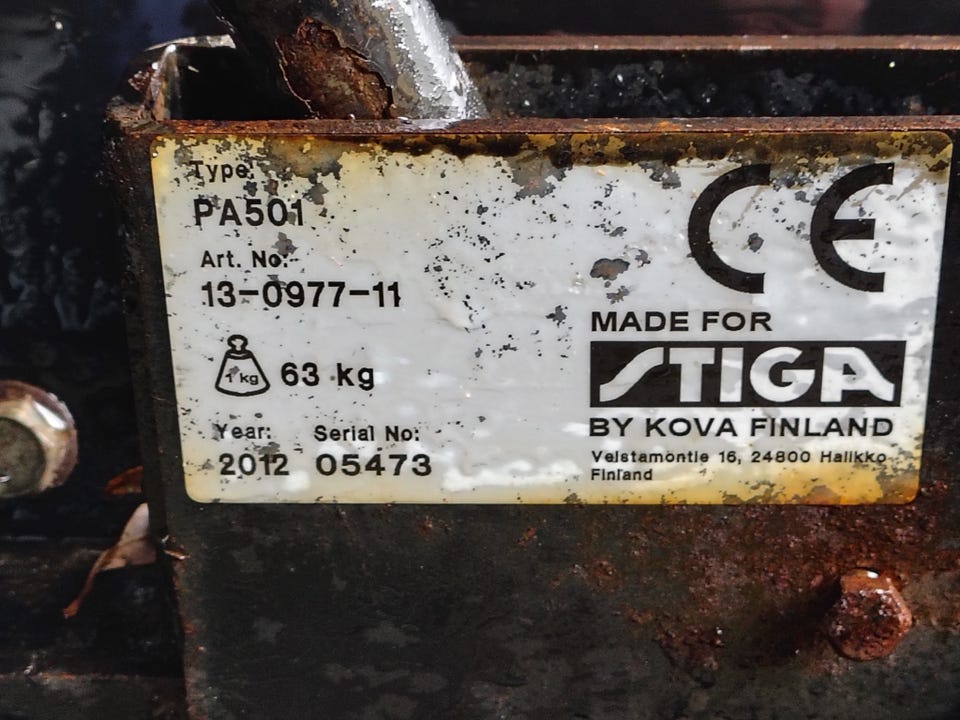 Type:
PA501
Art. No:
13-0977-11
1 kg 63 kg
Year: Serial No:
2012 05473
CE
MADE FOR
STIGA
BY KOVA FINLAND
Veistamontie 16, 24800 Halikko
Finland